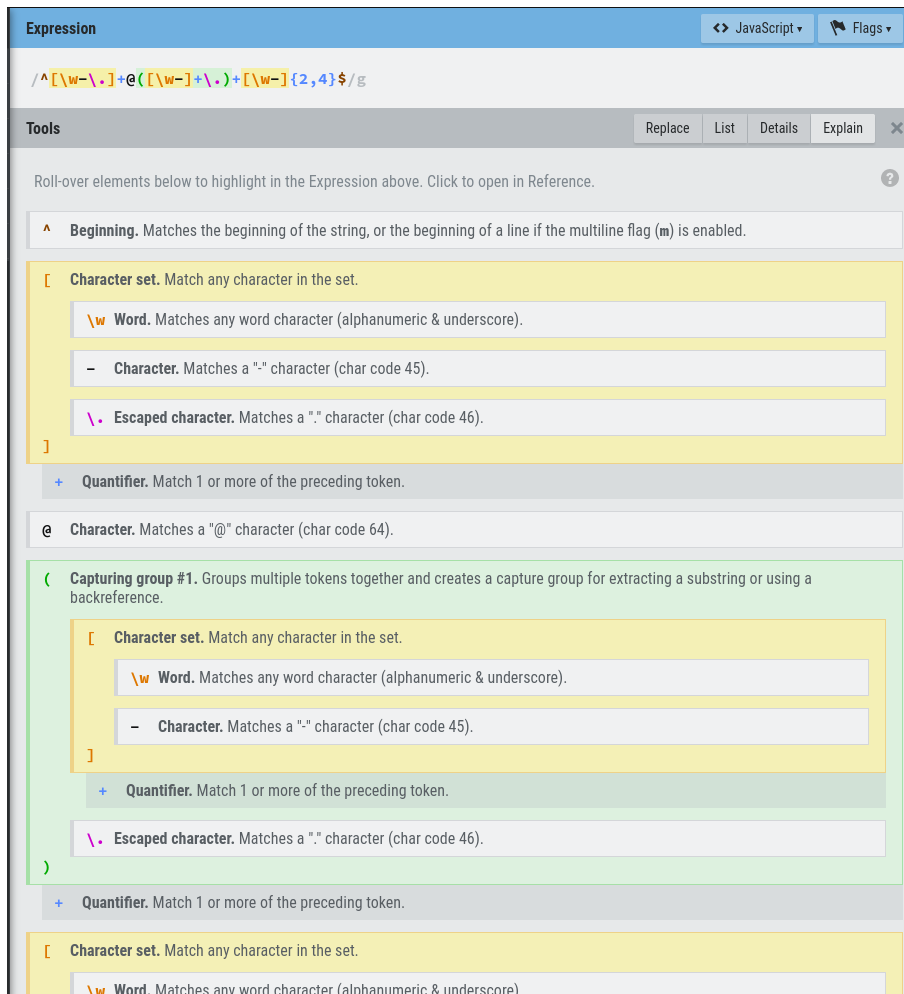 Expression
JavaScript
Flags
/^[\w-\.]+@([\w-]+\.)+[\w-]{2,4}$/g
Tools
Replace
List
Details
Explain
Roll-over elements below to highlight in the Expression above. Click to open in Reference.
?
^ Beginning. Matches the beginning of the string, or the beginning of a line if the multiline flag (m) is enabled.
[ Character set. Match any character in the set.
\w Word. Matches any word character (alphanumeric & underscore).
- Character. Matches a "-" character (char code 45).
\. Escaped character. Matches a "." character (char code 46).
]
+ Quantifier. Match 1 or more of the preceding token.
@ Character. Matches a "@" character (char code 64).
( Capturing group #1. Groups multiple tokens together and creates a capture group for extracting a substring or using a
backreference.
[ Character set. Match any character in the set.
\w Word. Matches any word character (alphanumeric & underscore).
- Character. Matches a "-" character (char code 45).
]
+ Quantifier. Match 1 or more of the preceding token.
\. Escaped character. Matches a "." character (char code 46).
)
+ Quantifier. Match 1 or more of the preceding token.
[ Character set. Match any character in the set.
\w Word. Matches any word character (alphanumeric & underscore)